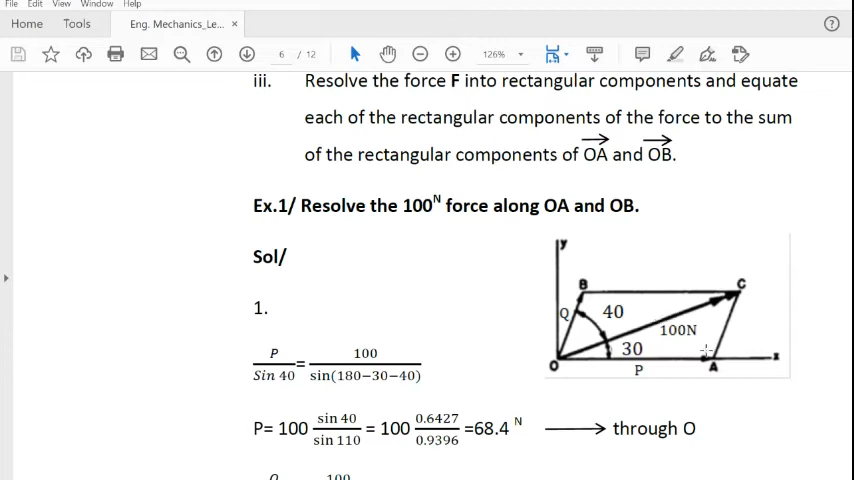 File Edit View Window Help
Home Tools Eng. Mechanics_Le... ×
6 / 12 126%
iii. Resolve the force F into rectangular components and equate
each of the rectangular components of the force to the sum
of the rectangular components of OA and OB.
Ex.1/ Resolve the 100ᴺ force along OA and OB.
Sol/
1.
y
B C
Q 40
100N
30
O P A x
P/Sin 40 = 100/sin(180−30−40)
P= 100 sin 40/sin 110 = 100 0.6427/0.9396 =68.4 ᴺ ⟶ through O
100